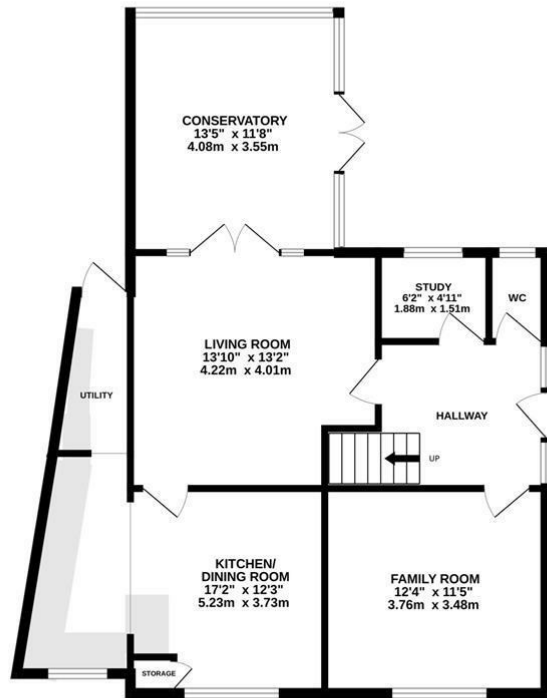 CONSERVATORY
13'5" x 11'8"
4.08m x 3.55m
STUDY
6'2" x 4'11"
1.88m x 1.51m
WC
LIVING ROOM
13'10" x 13'2"
4.22m x 4.01m
UTILITY
HALLWAY
UP
KITCHEN/
DINING ROOM
17'2" x 12'3"
5.23m x 3.73m
FAMILY ROOM
12'4" x 11'5"
3.76m x 3.48m
STORAGE